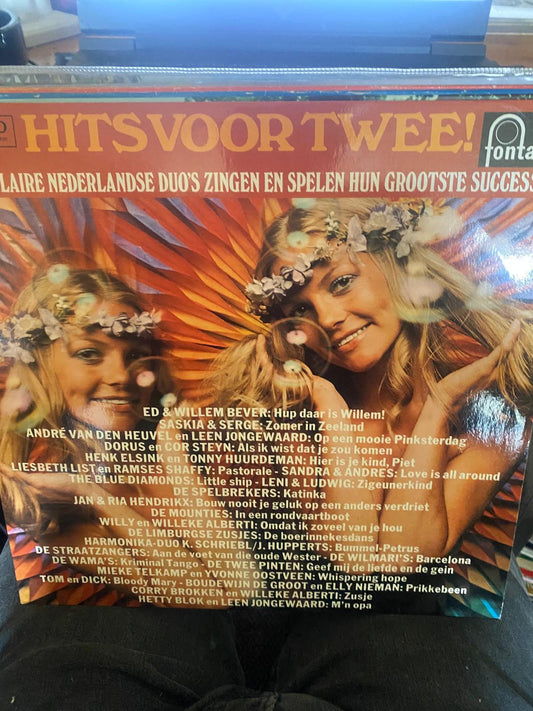 HITS VOOR TWEE!
fonta
LAIRE NEDERLANDSE DUO'S ZINGEN EN SPELEN HUN GROOTSTE SUCCESS
ED & WILLEM BEVER: Hup daar is Willem!
SASKIA & SERGE: Zomer in Zeeland
ANDRÉ VAN DEN HEUVEL en LEEN JONGEWAARD: Op een mooie Pinksterdag
DORUS en COR STEYN: Als ik wist dat je zou komen
HENK ELSINK en TONNY HUURDEMAN: Hier is je kind, Piet
LIESBETH LIST en RAMSES SHAFFY: Pastorale - SANDRA & ANDRES: Love is all around
THE BLUE DIAMONDS: Little ship - LENI & LUDWIG: Zigeunerkind
DE SPELBREKERS: Katinka
JAN & RIA HENDRIKX: Bouw nooit je geluk op een anders verdriet
DE MOUNTIES: In een rondvaartboot
WILLY en WILLEKE ALBERTI: Omdat ik zoveel van je hou
DE LIMBURGSE ZUSJES: De boerinnekesdans
HARMONIKA-DUO K. SCHRIEBL/J. HUPPERTS: Bummel-Petrus
DE STRAATZANGERS: Aan de voet van die oude Wester - DE WILMARI'S: Barcelona
DE WAMA'S: Kriminal Tango - DE TWEE PINTEN: Geef mij de liefde en de gein
MIEKE TELKAMP en YVONNE OOSTVEEN: Whispering hope
TOM en DICK: Bloody Mary - BOUDEWIJN DE GROOT en ELLY NIEMAN: Prikkebeen
CORRY BROKKEN en WILLEKE ALBERTI: Zusje
HETTY BLOK en LEEN JONGEWAARD: M'n opa